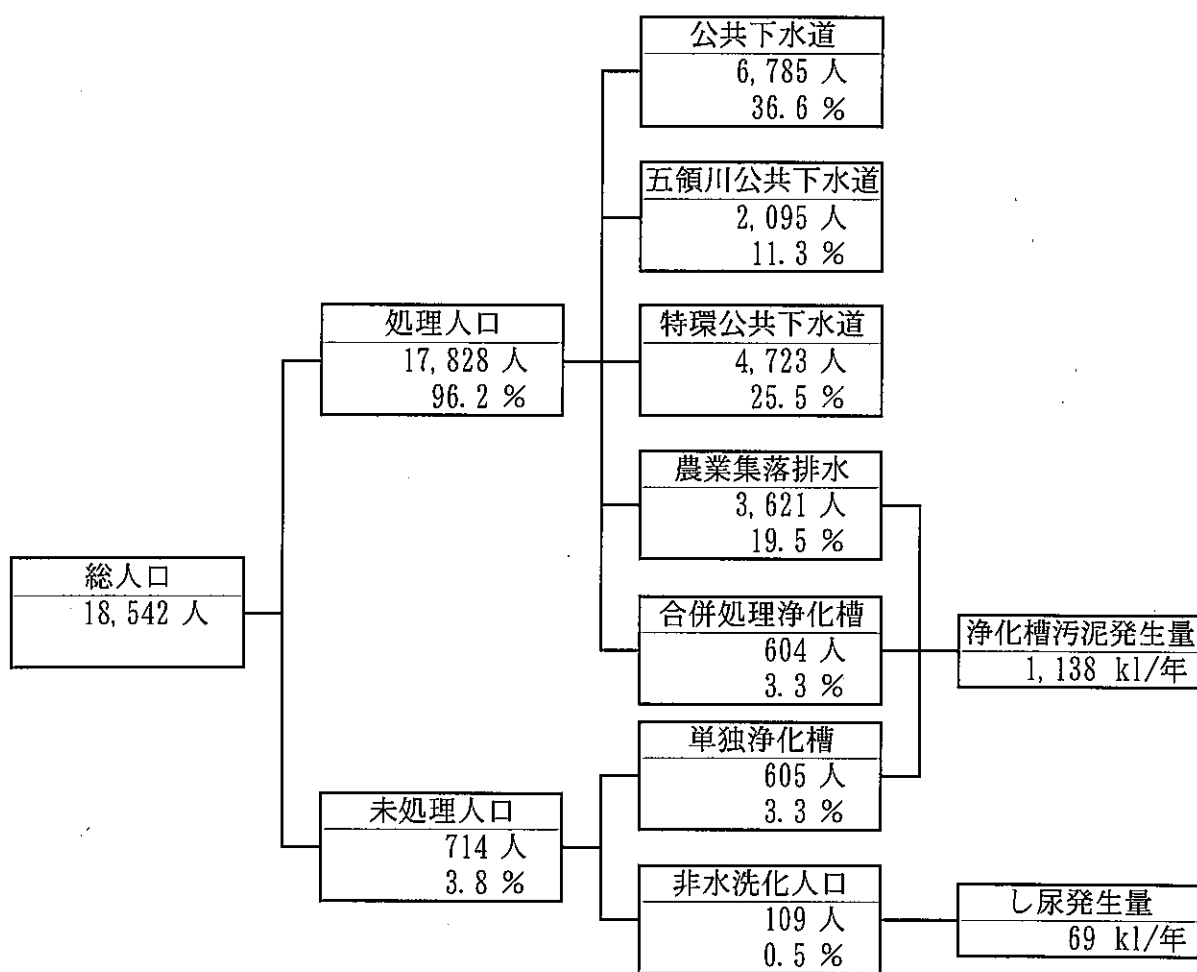 公共下水道
6,785 人
36.6 %
五領川公共下水道
2,095 人
11.3 %
処理人口
17,828 人
96.2 %
特環公共下水道
4,723 人
25.5 %
農業集落排水
3,621 人
19.5 %
総人口
18,542 人
合併処理浄化槽
604 人
3.3 %
浄化槽汚泥発生量
1,138 kl/年
単独浄化槽
605 人
3.3 %
未処理人口
714 人
3.8 %
非水洗化人口
109 人
0.5 %
し尿発生量
69 kl/年